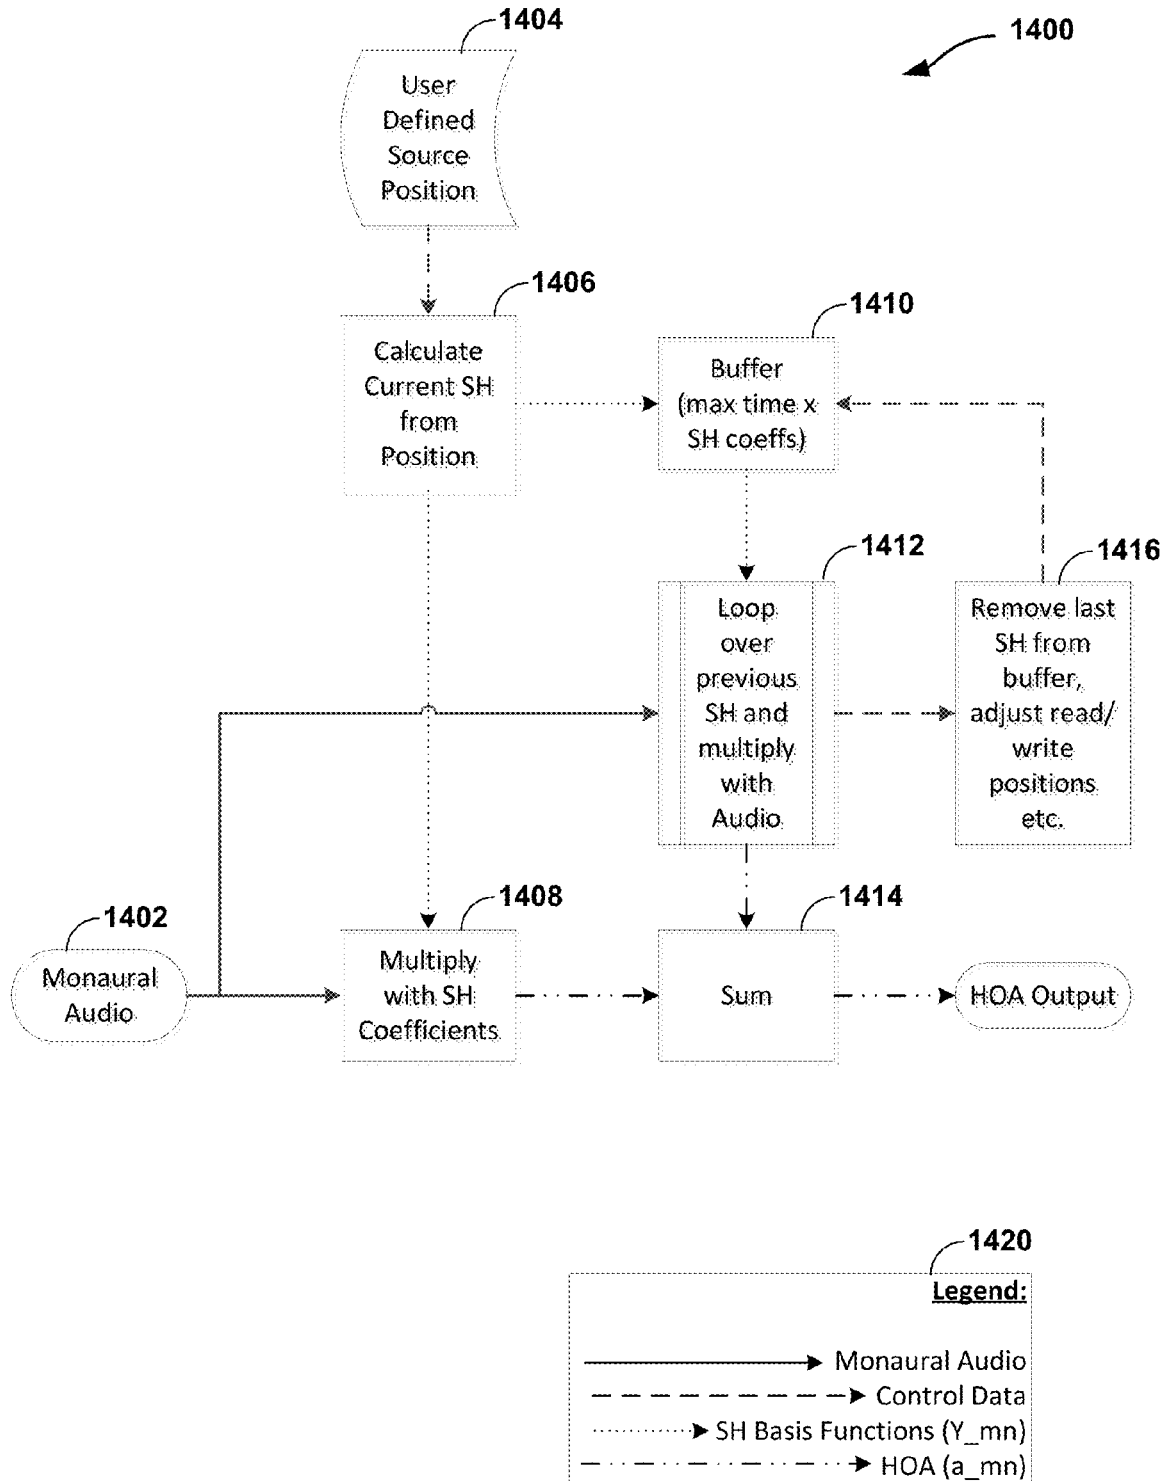 1404
1400
User
Defined
Source
Position
1406
1410
Calculate
Current SH
from
Position
Buffer
(max time x
SH coeffs)
1412
1416
Loop
over
previous
SH and
multiply
with
Audio
Remove last
SH from
buffer,
adjust read/
write
positions
etc.
1402
1408
1414
Monaural
Audio
Multiply
with SH
Coefficients
Sum
HOA Output
1420
Legend:
Monaural Audio
Control Data
SH Basis Functions (Y_mn)
HOA (a_mn)